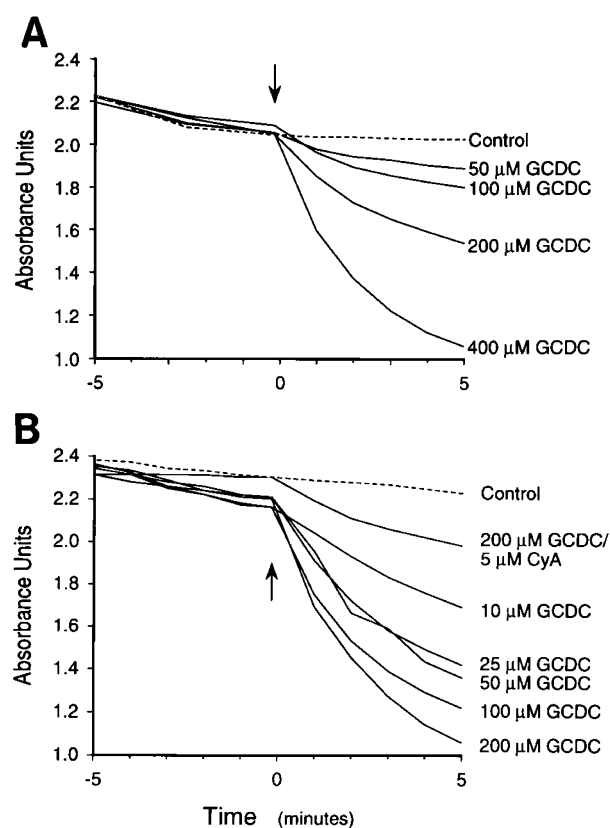 A
Absorbance Units
2.4
2.2
2.0
1.8
1.6
1.4
1.2
1.0
-5
0
5
Control
50 μM GCDC
100 μM GCDC
200 μM GCDC
400 μM GCDC
B
Absorbance Units
2.4
2.2
2.0
1.8
1.6
1.4
1.2
1.0
-5
0
5
Control
200 μM GCDC/
5 μM CyA
10 μM GCDC
25 μM GCDC
50 μM GCDC
100 μM GCDC
200 μM GCDC
Time (minutes)